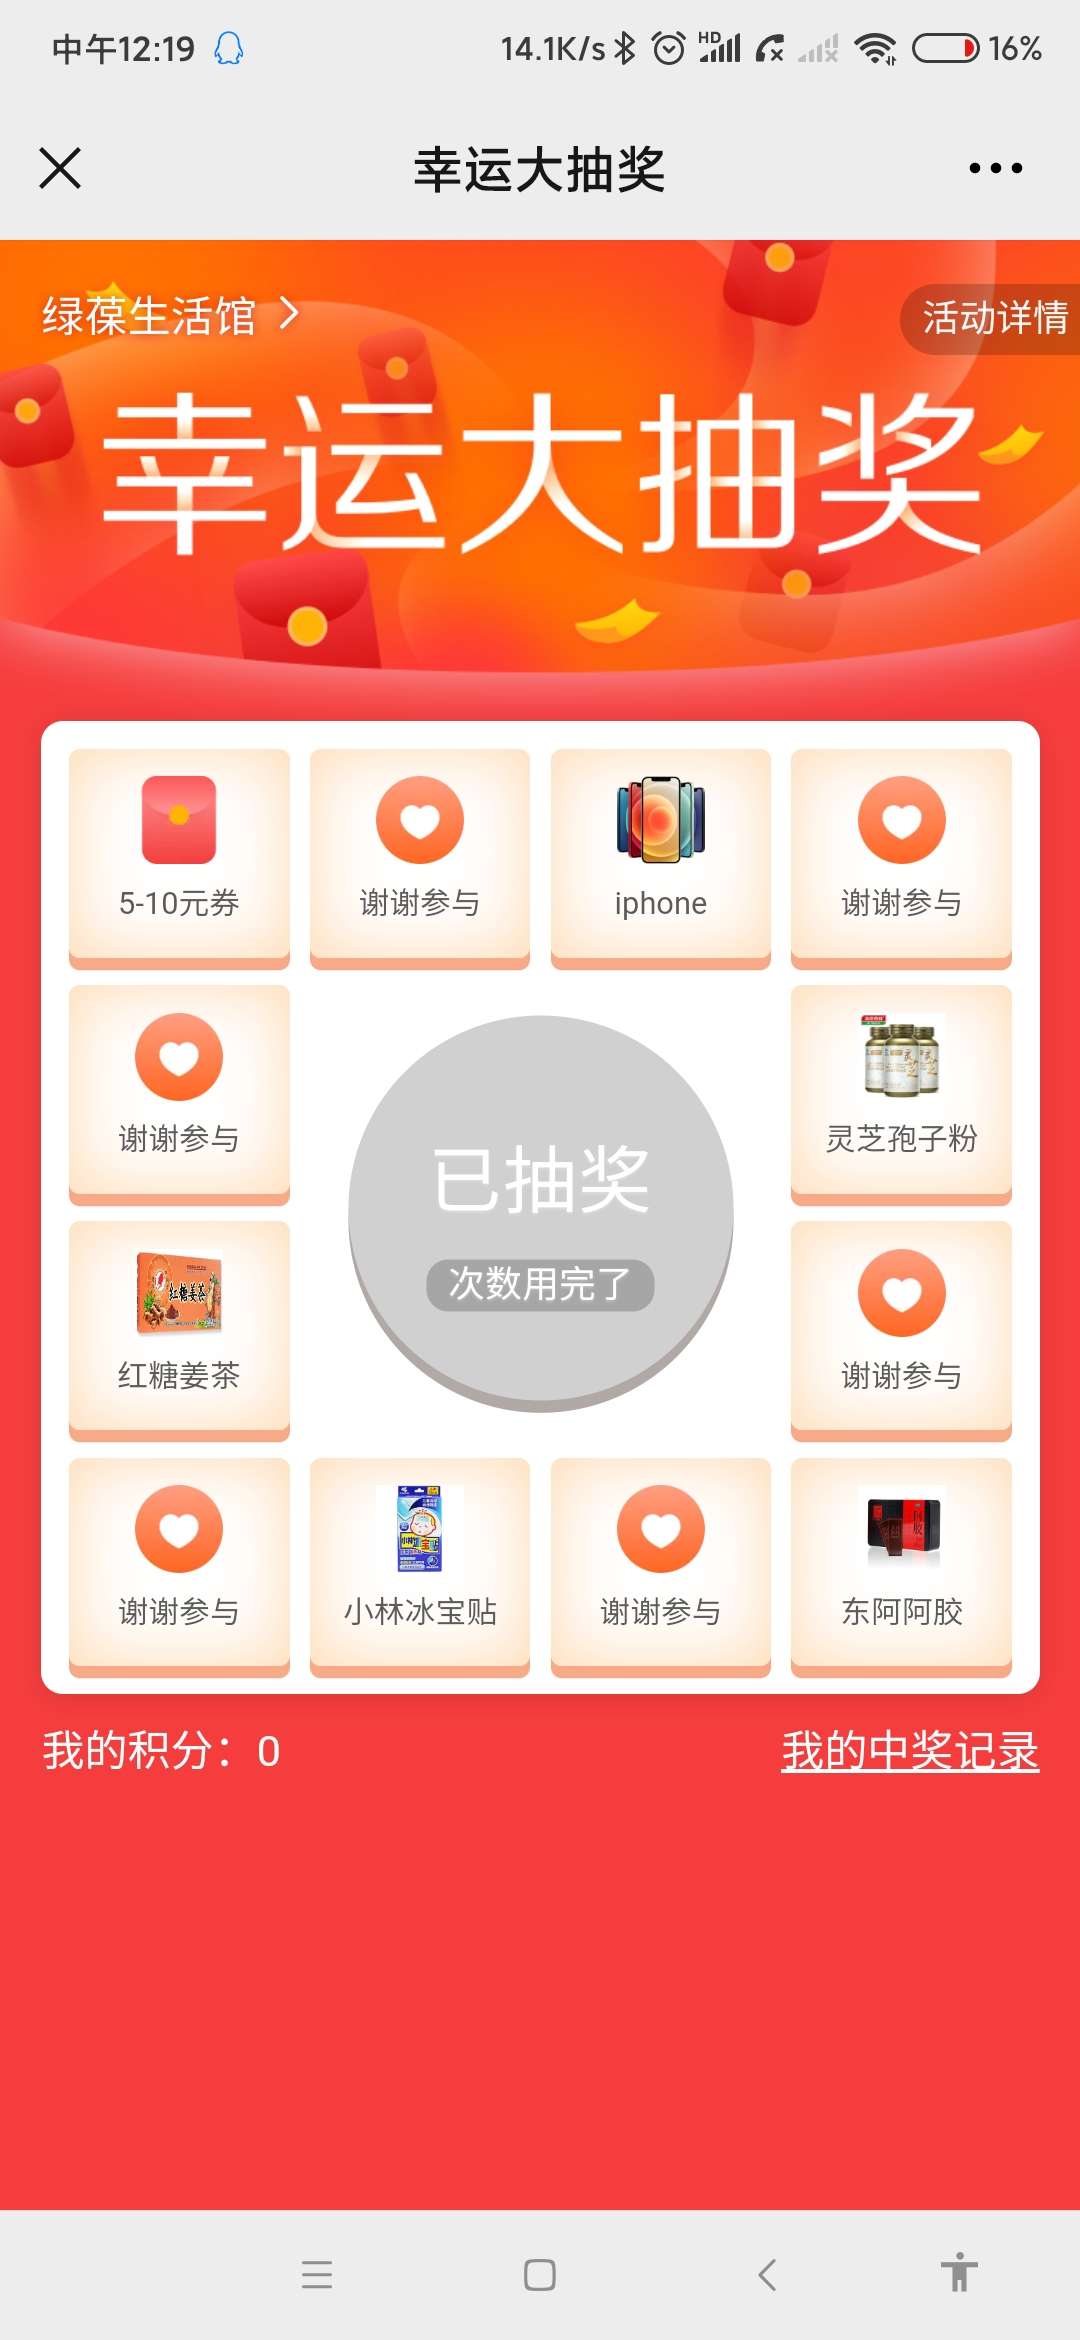 中午12:19 14.1K/s HD 16%
幸运大抽奖
绿葆生活馆
活动详情
幸运大抽奖
5-10元券 谢谢参与 iphone 谢谢参与
谢谢参与 灵芝孢子粉
已抽奖
次数用完了
红糖姜茶
红糖姜茶 谢谢参与
谢谢参与 小林冰宝贴 谢谢参与 东阿阿胶
我的积分：0 我的中奖记录